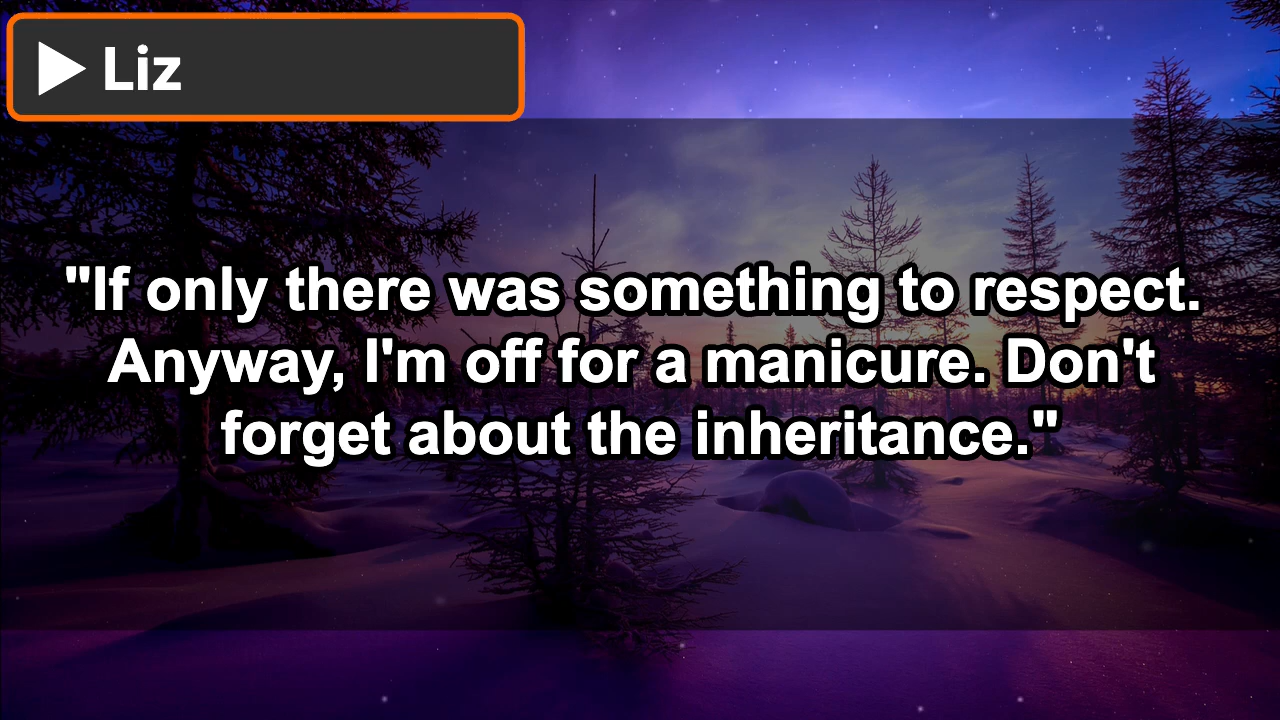 Liz
"If only there was something to respect.
Anyway, I'm off for a manicure. Don't
forget about the inheritance."